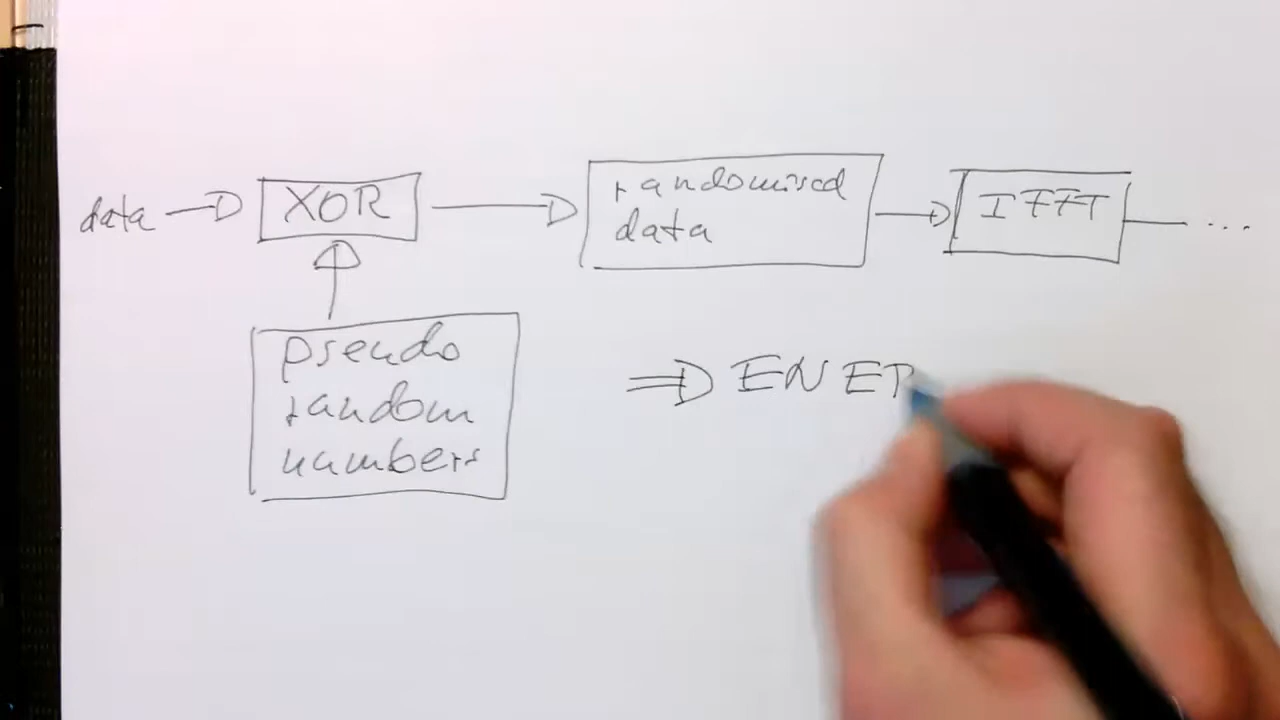 data
XOR
randomised
data
IFFT
...
pseudo
random
numbers
⇒ ENER